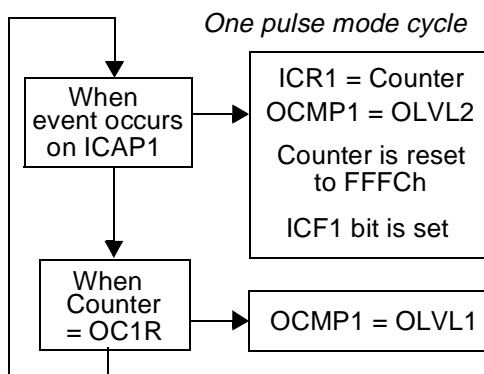 One pulse mode cycle
When
event occurs
on ICAP1
ICR1 = Counter
OCMP1 = OLVL2
Counter is reset
to FFFCh
ICF1 bit is set
When
Counter
= OC1R
OCMP1 = OLVL1